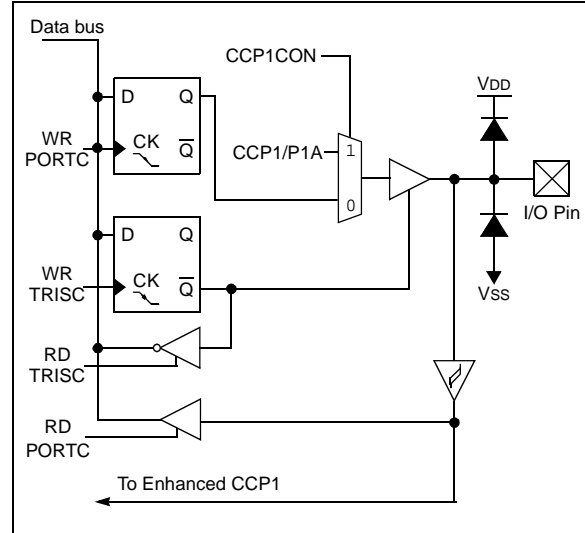 Data bus
CCP1CON
VDD
D Q
WR
PORTC
CK Q
CCP1/P1A
1
0
I/O Pin
D Q
WR
TRISC
CK Q
VSS
RD
TRISC
RD
PORTC
To Enhanced CCP1